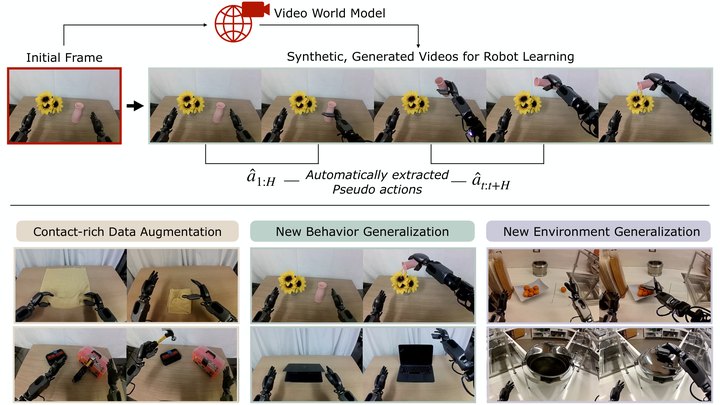 Video World Model
Initial Frame
Synthetic, Generated Videos for Robot Learning
â1:H — Automatically extracted — ât:t+H
Pseudo actions
Contact-rich Data Augmentation
New Behavior Generalization
New Environment Generalization